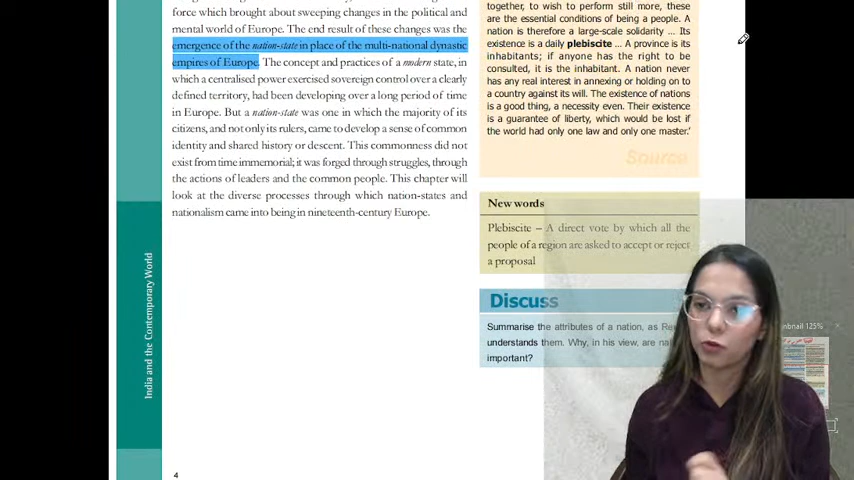 force which brought about sweeping changes in the political and
mental world of Europe. The end result of these changes was the
emergence of the nation-state in place of the multi-national dynastic
empires of Europe. The concept and practices of a modern state, in
which a centralised power exercised sovereign control over a clearly
defined territory, had been developing over a long period of time
in Europe. But a nation-state was one in which the majority of its
citizens, and not only its rulers, came to develop a sense of common
identity and shared history or descent. This commonness did not
exist from time immemorial; it was forged through struggles, through
the actions of leaders and the common people. This chapter will
look at the diverse processes through which nation-states and
nationalism came into being in nineteenth-century Europe.
together, to wish to perform still more, these
are the essential conditions of being a people. A
nation is therefore a large-scale solidarity ... Its
existence is a daily plebiscite ... A province is its
inhabitants; if anyone has the right to be
consulted, it is the inhabitant. A nation never
has any real interest in annexing or holding on to
a country against its will. The existence of nations
is a good thing, a necessity even. Their existence
is a guarantee of liberty, which would be lost if
the world had only one law and only one master.'
Source
New words
Plebiscite – A direct vote by which all the
people of a region are asked to accept or reject
a proposal
Discuss
Summarise the attributes of a nation, as
understands them. Why, in his view, are
important?
India and the Contemporary World
4
125%